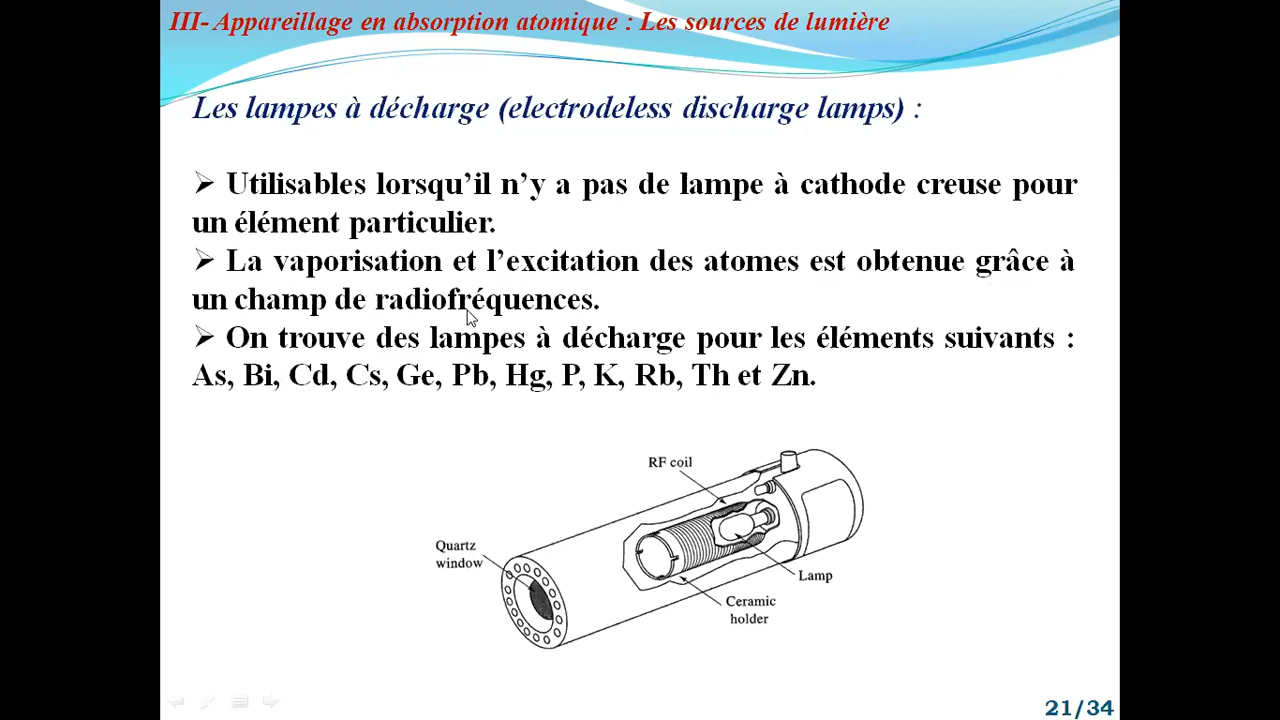 III- Appareillage en absorption atomique : Les sources de lumière
Les lampes à décharge (electrodeless discharge lamps) :
➢ Utilisables lorsqu’il n’y a pas de lampe à cathode creuse pour
un élément particulier.
➢ La vaporisation et l’excitation des atomes est obtenue grâce à
un champ de radiofréquences.
➢ On trouve des lampes à décharge pour les éléments suivants :
As, Bi, Cd, Cs, Ge, Pb, Hg, P, K, Rb, Th et Zn.
RF coil
Quartz
window
Lamp
Ceramic
holder
21/34